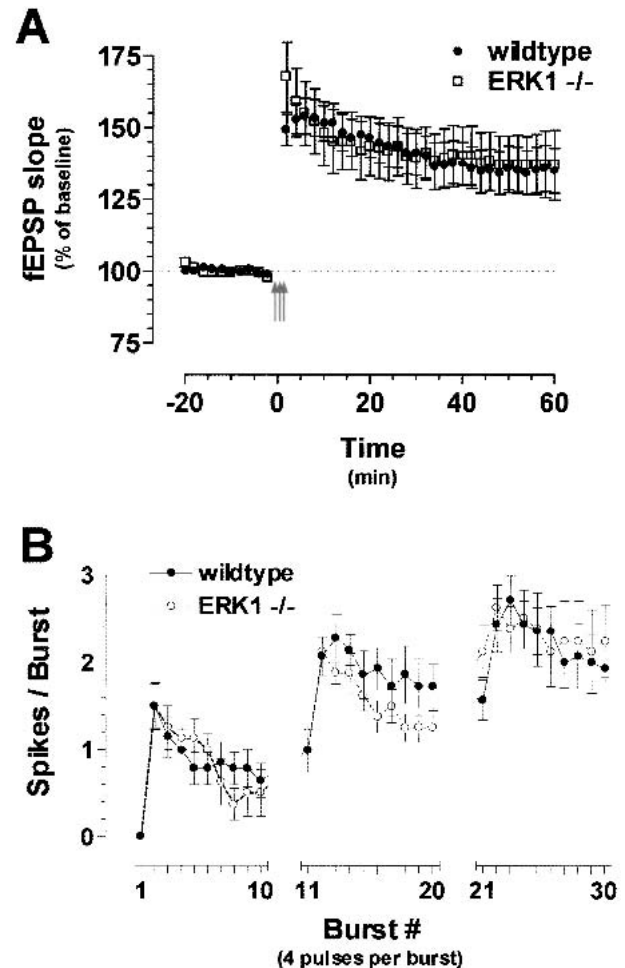 A
175
150
125
100
75
fEPSP slope
(% of baseline)
wildtype
ERK1 -/-
-20 0 20 40 60
Time
(min)
B
3
2
1
0
Spikes / Burst
wildtype
ERK1 -/-
1 10 11 20 21 30
Burst #
(4 pulses per burst)